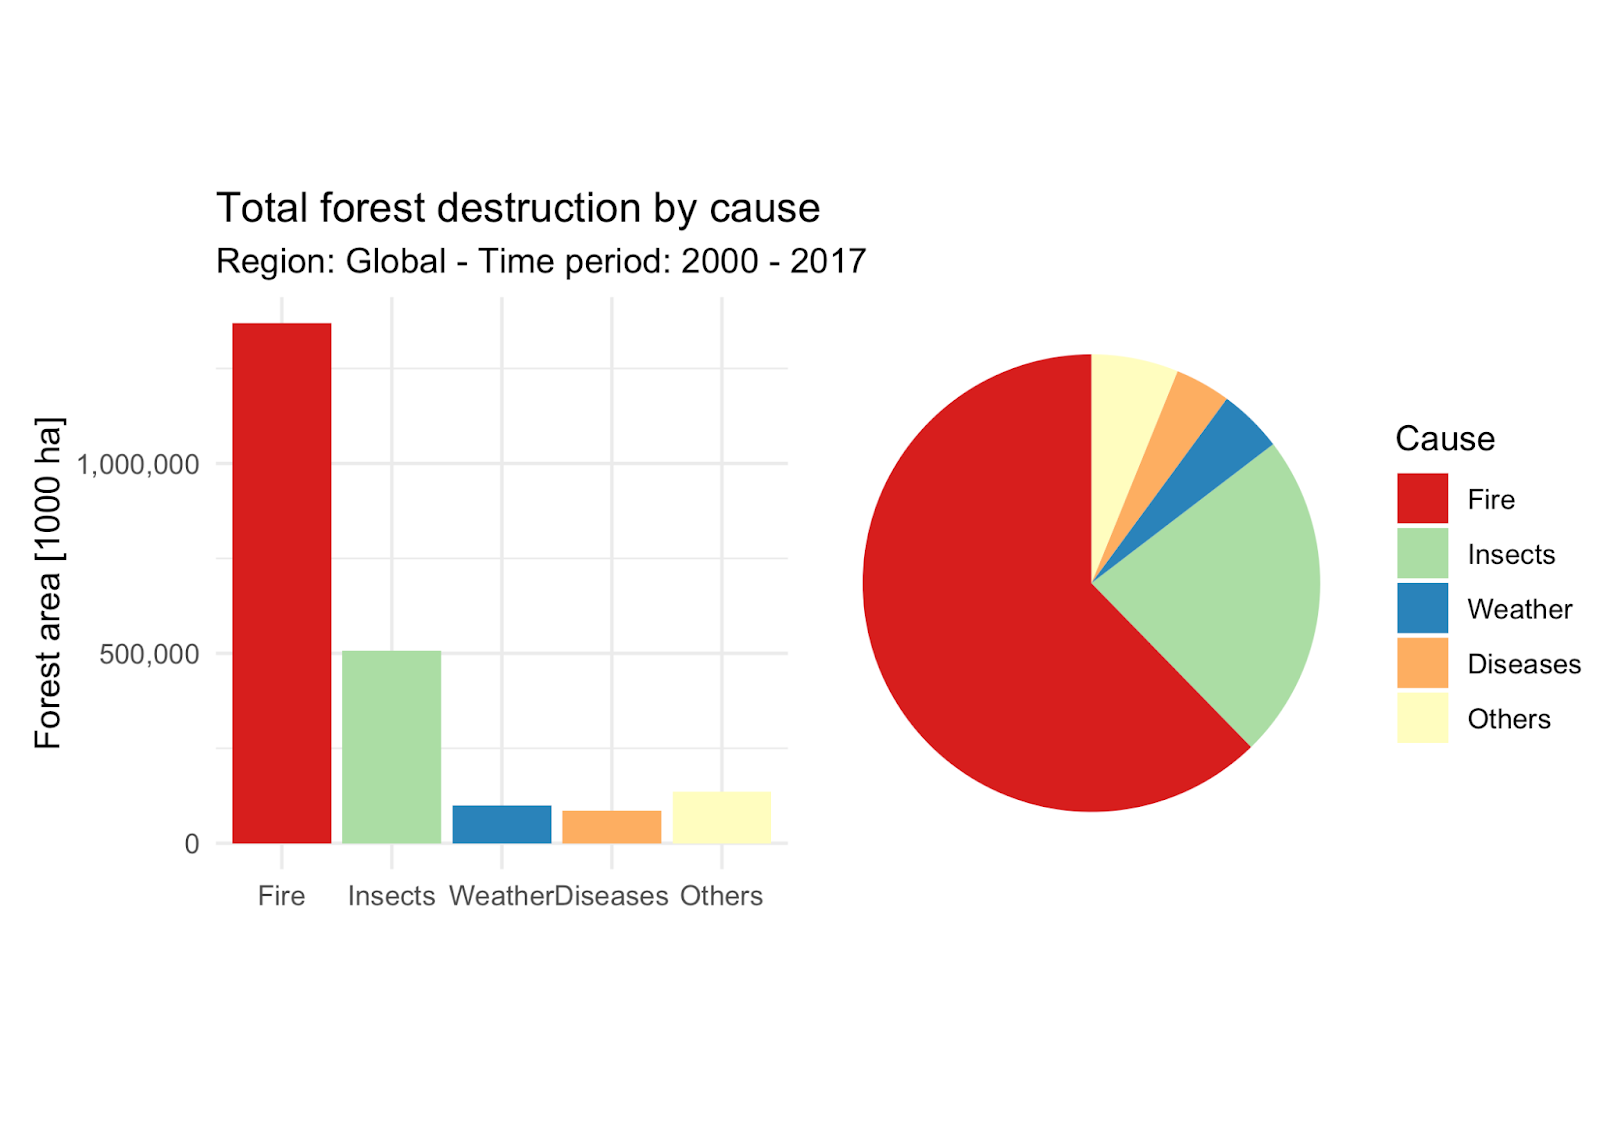 Total forest destruction by cause
Region: Global - Time period: 2000 - 2017
Forest area [1000 ha]
1,000,000
500,000
0
Fire Insects Weather Diseases Others
Cause
Fire
Insects
Weather
Diseases
Others